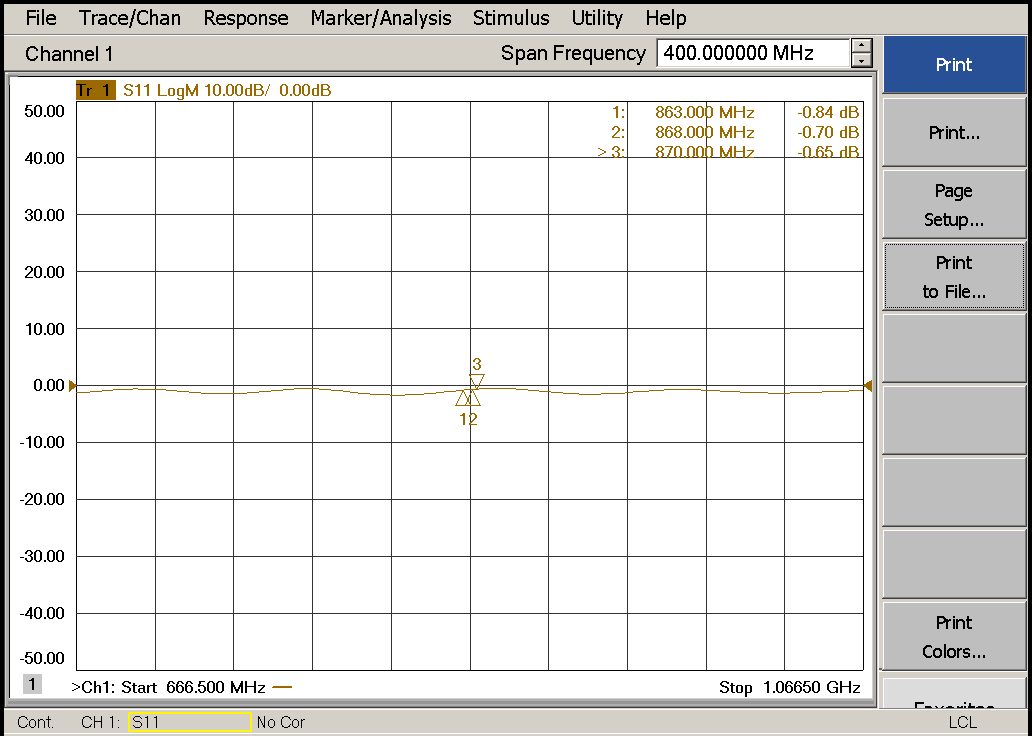 File Trace/Chan Response Marker/Analysis Stimulus Utility Help
Channel 1 Span Frequency 400.000000 MHz
Print
Print...
Page
Setup...
Print
to File...
Print
Colors...
Favorites
Tr 1 S11 LogM 10.00dB/ 0.00dB
1: 863.000 MHz -0.84 dB
2: 868.000 MHz -0.70 dB
> 3: 870.000 MHz -0.65 dB
50.00
40.00
30.00
20.00
10.00
0.00
-10.00
-20.00
-30.00
-40.00
-50.00
3
12
1 >Ch1: Start 666.500 MHz Stop 1.06650 GHz
Cont. CH 1: S11 No Cor LCL